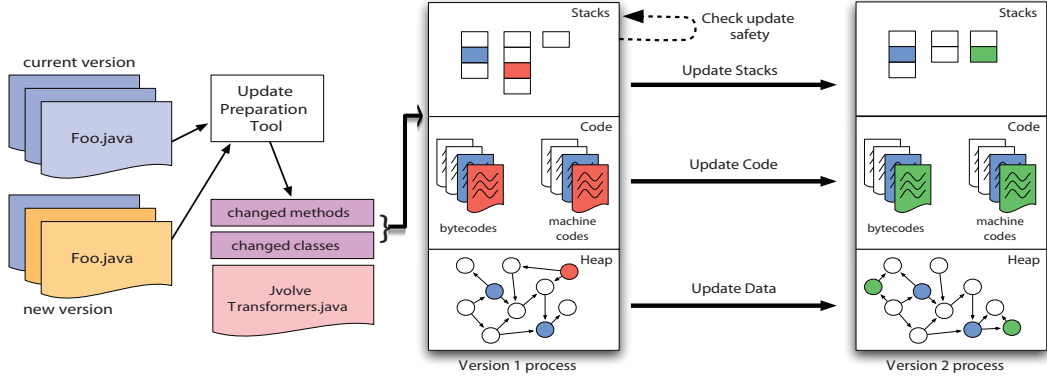 current version
Foo.java
Foo.java
new version
Update
Preparation
Tool
changed methods
changed classes
Jvolve
Transformers.java
Stacks
Check update
safety
Update Stacks
Code
bytecodes
machine
codes
Update Code
Heap
Update Data
Version 1 process
Stacks
Code
bytecodes
machine
codes
Heap
Version 2 process